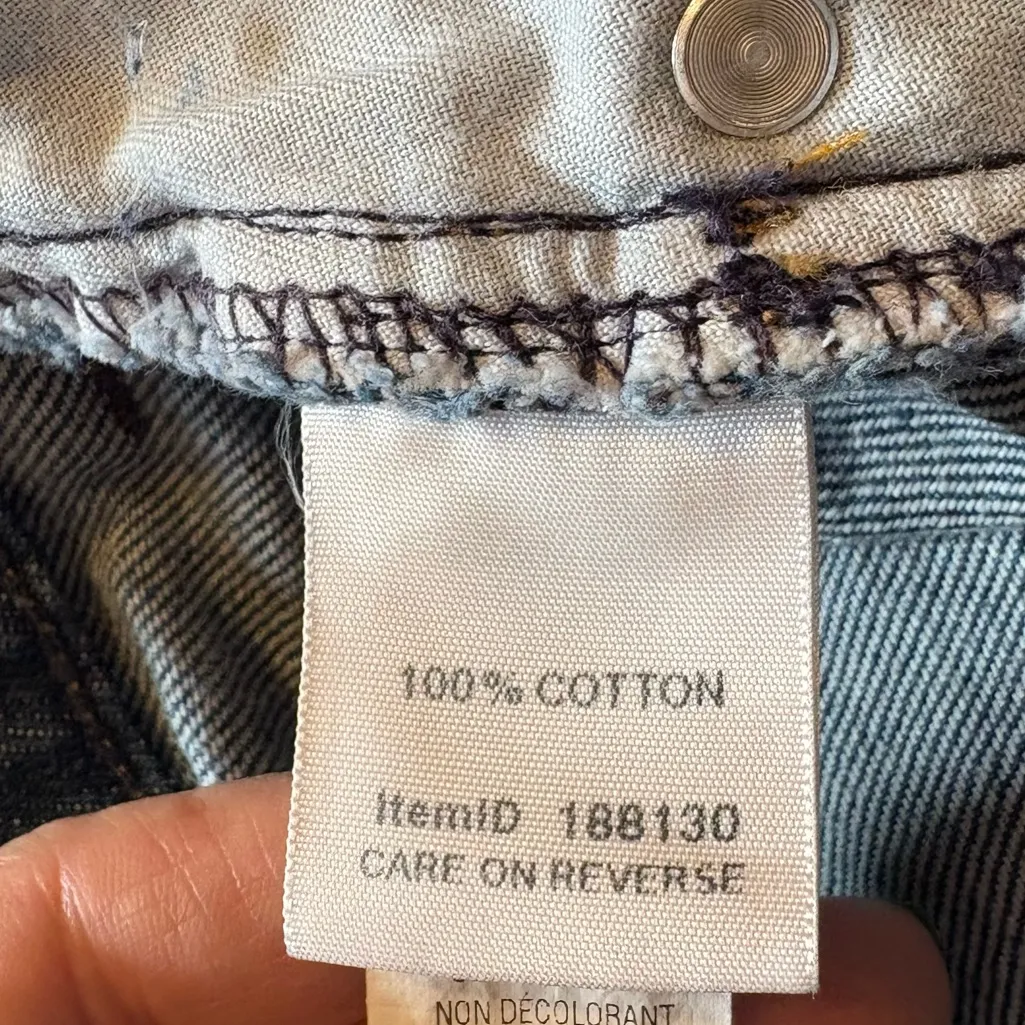 100% COTTON
ItemID 188130
CARE ON REVERSE
NON DÉCOLORANT